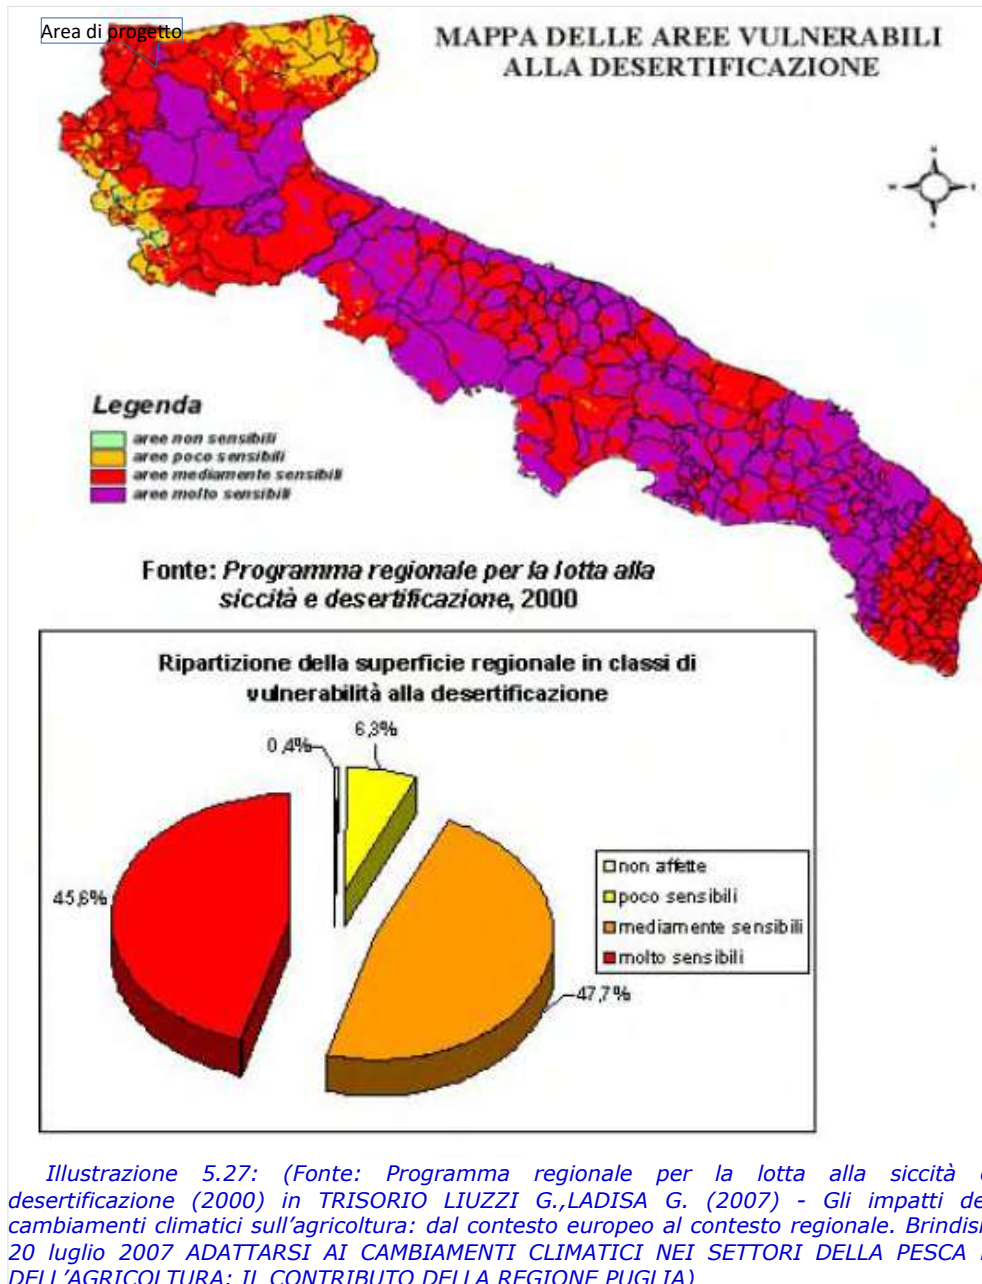 Area di progetto
MAPPA DELLE AREE VULNERABILI
ALLA DESERTIFICAZIONE
N
W E
S
Legenda
aree non sensibili
aree poco sensibili
aree mediamente sensibili
aree molto sensibili
Fonte: Programma regionale per la lotta alla
siccità e desertificazione, 2000
Ripartizione della superficie regionale in classi di
vulnerabilità alla desertificazione
0,4%
6,3%
45,6%
47,7%
non affette
poco sensibili
mediamente sensibili
molto sensibili
Illustrazione 5.27: (Fonte: Programma regionale per la lotta alla siccità
desertificazione (2000) in TRISORIO LIUZZI G.,LADISA G. (2007) - Gli impatti de
cambiamenti climatici sull'agricoltura: dal contesto europeo al contesto regionale. Brindisi
20 luglio 2007 ADATTARSI AI CAMBIAMENTI CLIMATICI NEI SETTORI DELLA PESCA
DELL'AGRICOLTURA: IL CONTRIBUTO DELLA REGIONE PUGLIA)